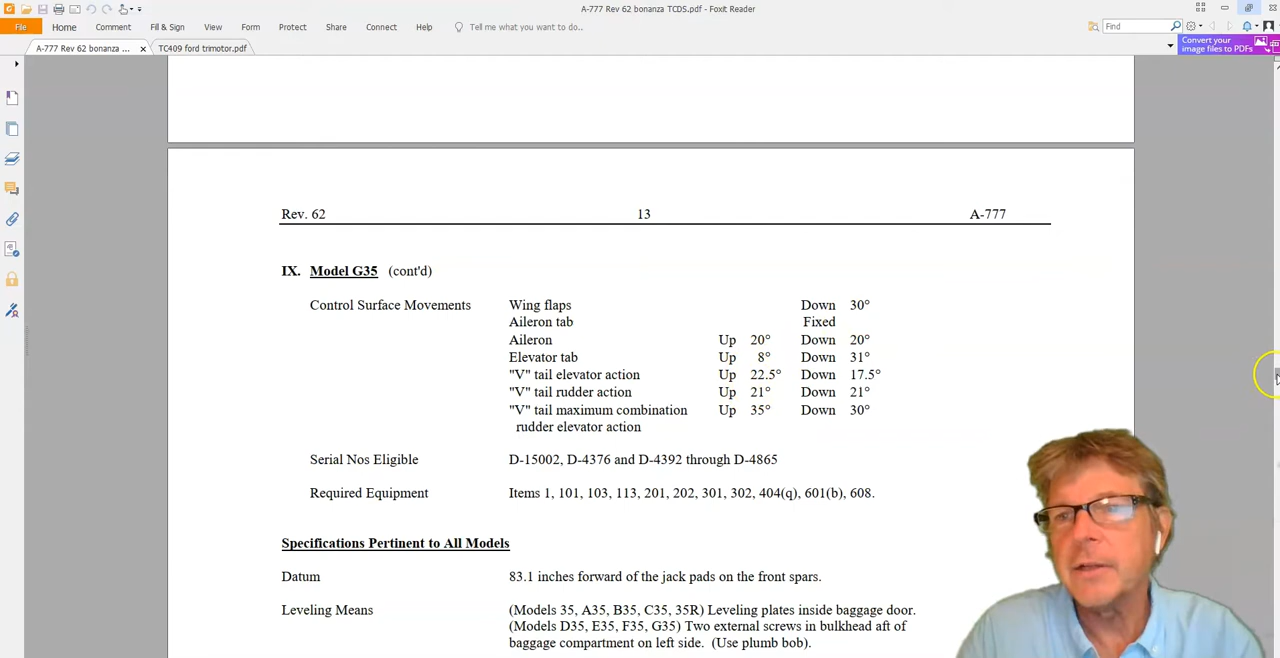 A-777 Rev 62 bonanza TCDS.pdf - Foxit Reader
File Home Comment View Form Protect Share Connect Help Fill & Sign Tell me what you want to do.. Find
A-777 Rev 62 bonanza ... TC409 ford trimotor.pdf
Convert your
image files to PDFs
Rev. 62 13 A-777
IX. Model G35 (cont'd)
Control Surface Movements Wing flaps Down 30°
Aileron tab Fixed
Aileron Up 20° Down 20°
Elevator tab Up 8° Down 31°
"V" tail elevator action Up 22.5° Down 17.5°
"V" tail rudder action Up 21° Down 21°
"V" tail maximum combination Up 35° Down 30°
rudder elevator action
Serial Nos Eligible D-15002, D-4376 and D-4392 through D-4865
Required Equipment Items 1, 101, 103, 113, 201, 202, 301, 302, 404(q), 601(b), 608.
Specifications Pertinent to All Models
Datum 83.1 inches forward of the jack pads on the front spars.
Leveling Means (Models 35, A35, B35, C35, 35R) Leveling plates inside baggage door.
(Models D35, E35, F35, G35) Two external screws in bulkhead aft of
baggage compartment on left side. (Use plumb bob).